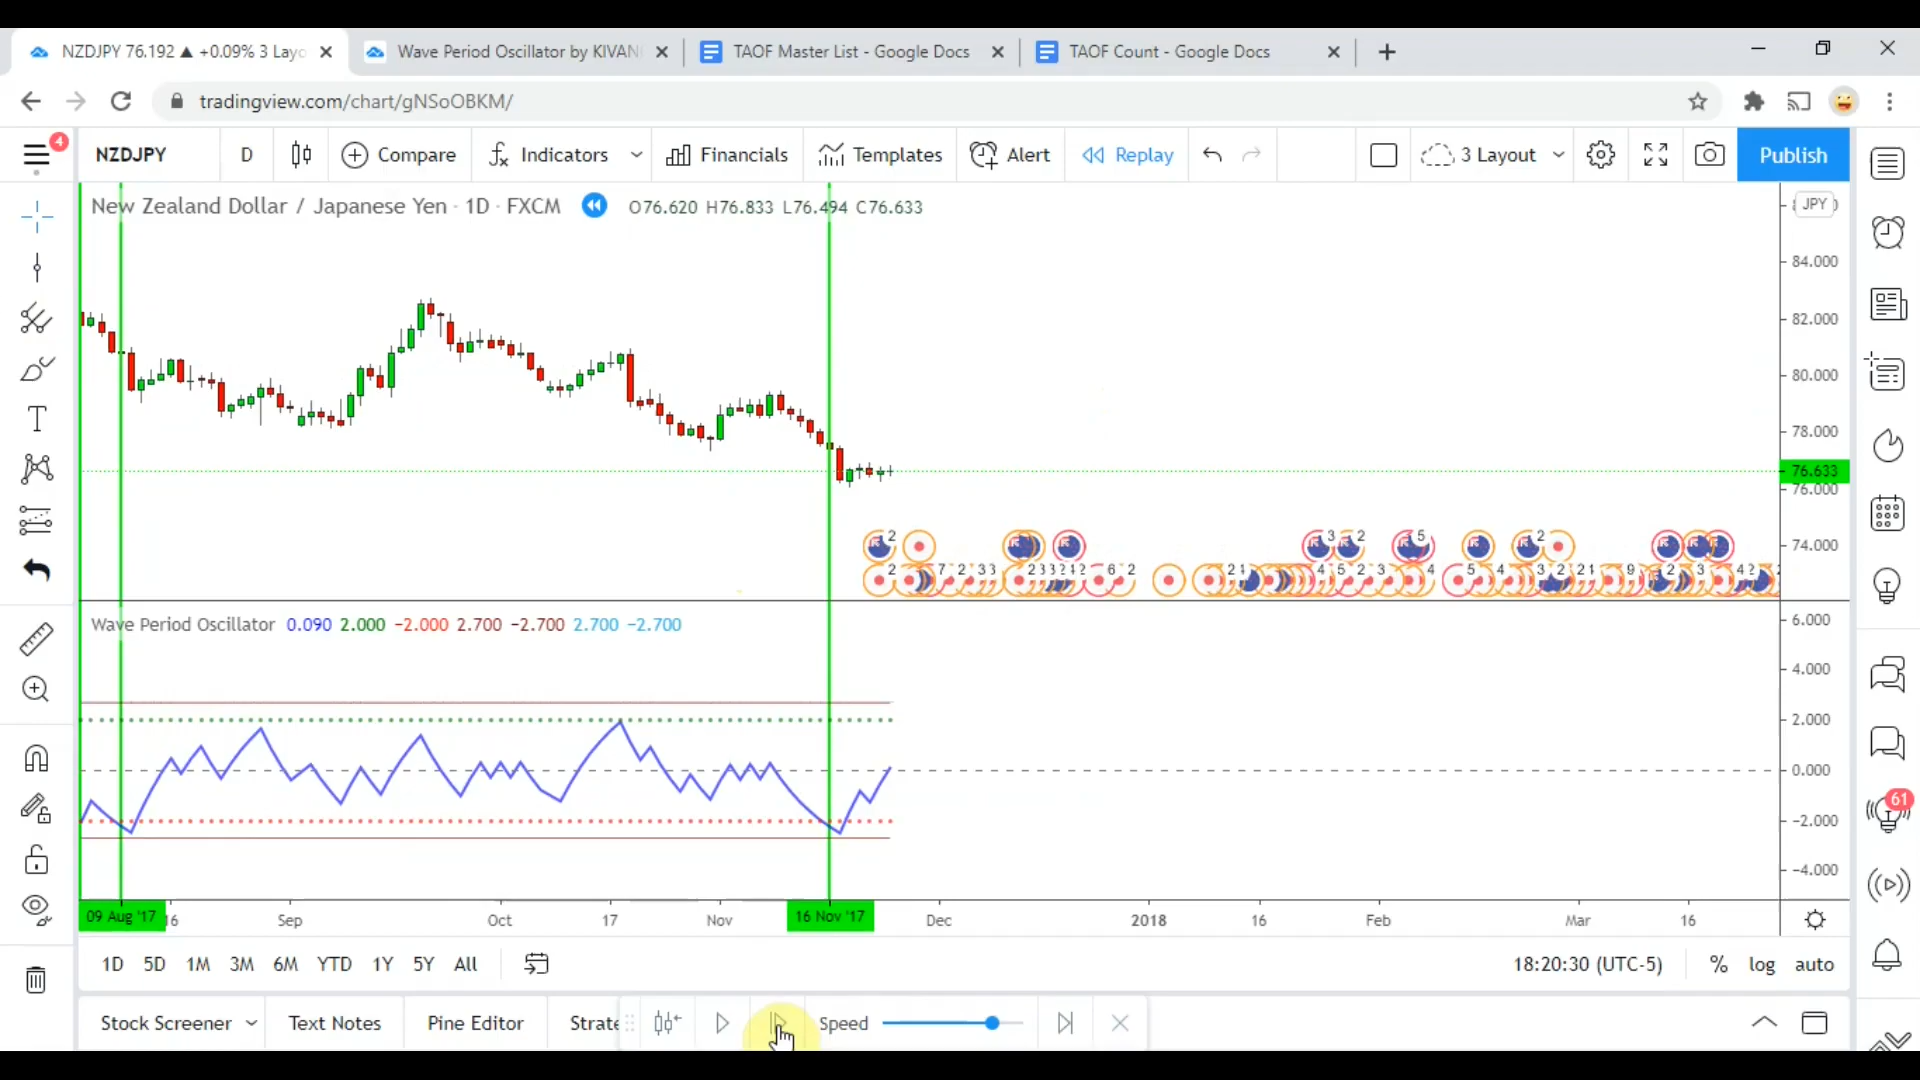 NZDJPY 76.192 ▲ +0.09% 3 Layo
Wave Period Oscillator by KIVAN
TAOF Master List - Google Docs
TAOF Count - Google Docs
tradingview.com/chart/gNSoOBKM/
4
NZDJPY D Compare Indicators Financials Templates Alert Replay 3 Layout Publish
New Zealand Dollar / Japanese Yen · 1D · FXCM O76.620 H76.833 L76.494 C76.633
JPY
84.000
82.000
80.000
78.000
76.633
76.000
74.000
2 3 2 5 2
Wave Period Oscillator 0.090 2.000 −2.000 2.700 −2.700 2.700 −2.700
6.000
4.000
2.000
0.000
−2.000
−4.000
61
09 Aug '17 16 Sep Oct 17 Nov 16 Nov '17 Dec 2018 16 Feb Mar 16
1D 5D 1M 3M 6M YTD 1Y 5Y All 18:20:30 (UTC-5) % log auto
Stock Screener Text Notes Pine Editor Strate Speed